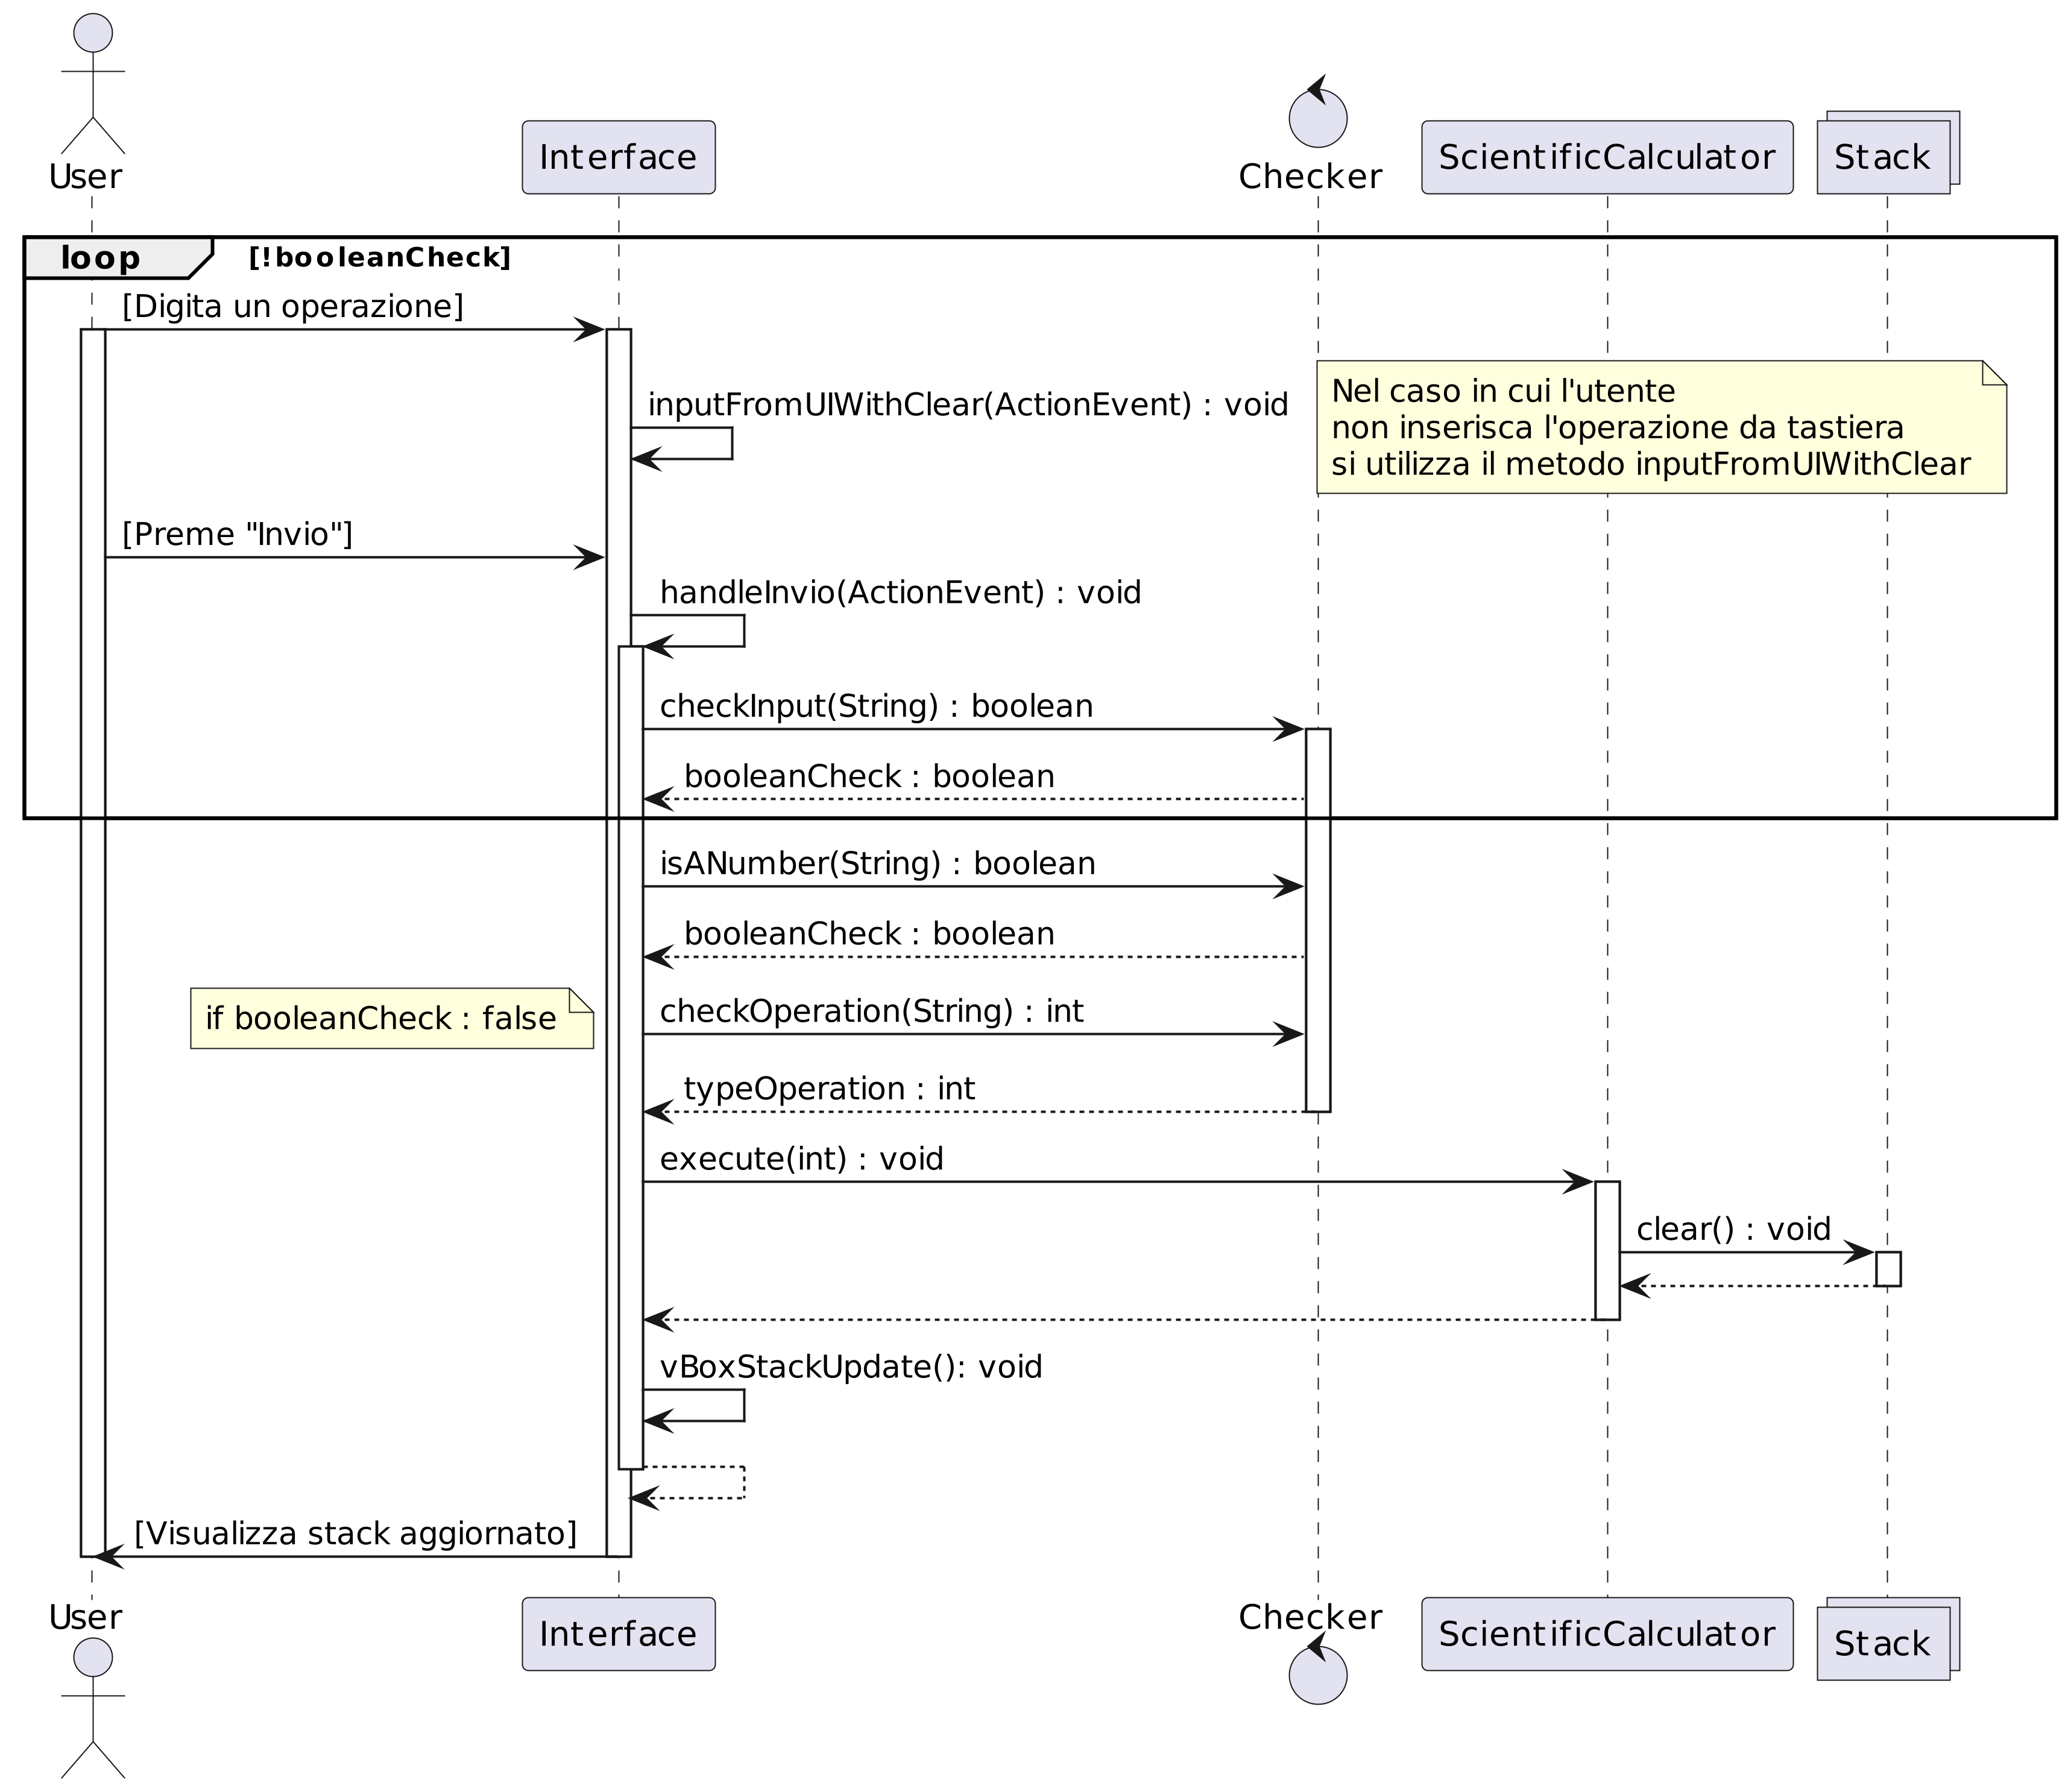 User
Interface
Checker
ScientificCalculator
Stack
loop
[!booleanCheck]
[Digita un operazione]
inputFromUIWithClear(ActionEvent) : void
Nel caso in cui l'utente
non inserisca l'operazione da tastiera
si utilizza il metodo inputFromUIWithClear
[Preme "Invio"]
handleInvio(ActionEvent) : void
checkInput(String) : boolean
booleanCheck : boolean
isANumber(String) : boolean
booleanCheck : boolean
if booleanCheck : false
checkOperation(String) : int
typeOperation : int
execute(int) : void
clear() : void
vBoxStackUpdate(): void
[Visualizza stack aggiornato]
User
Interface
Checker
ScientificCalculator
Stack